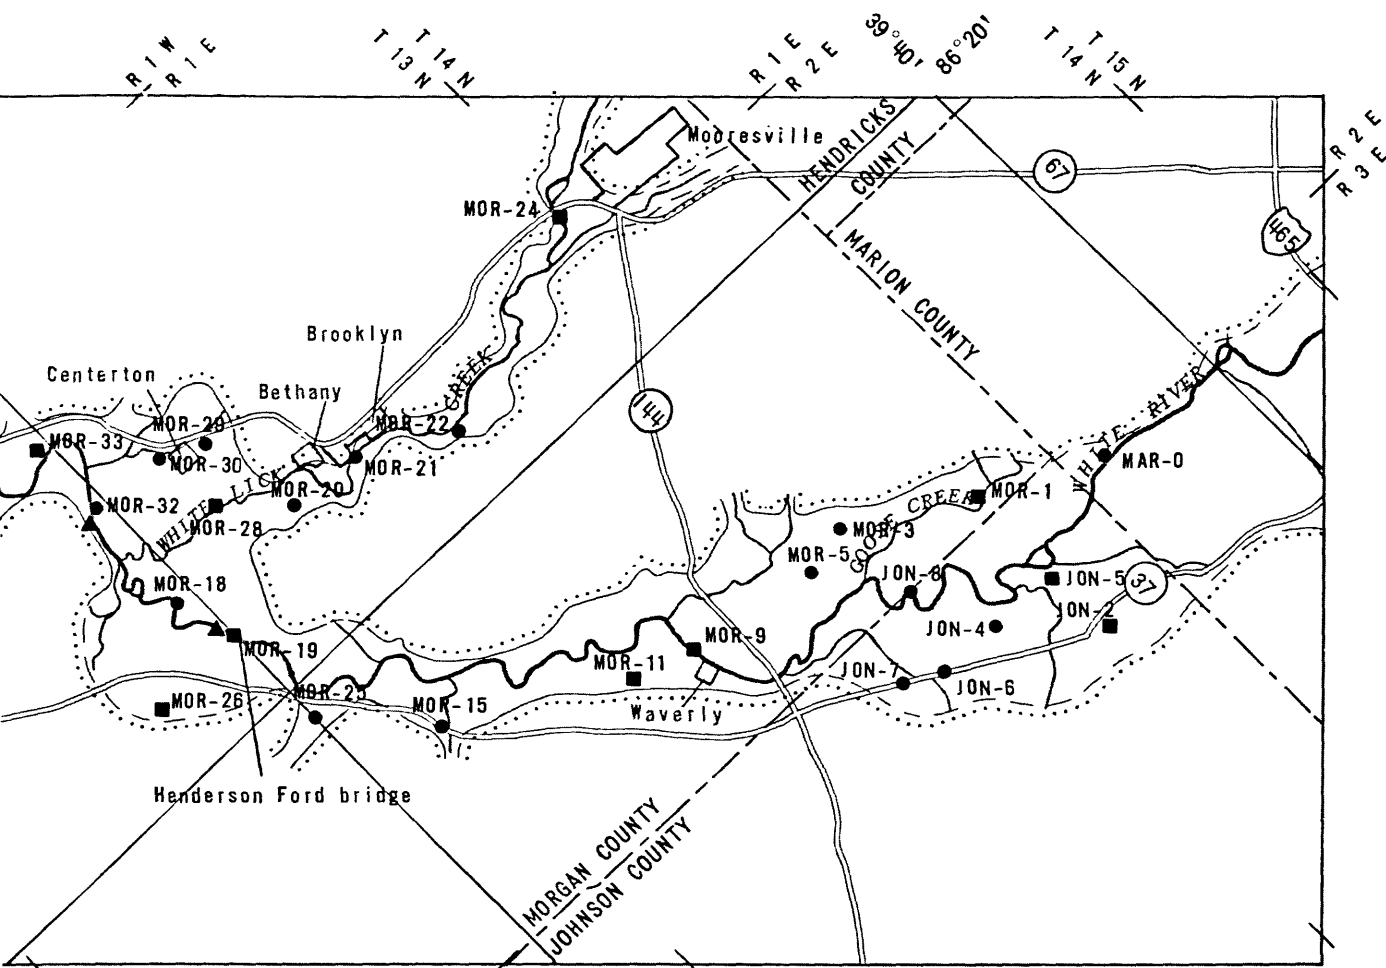 R 1 W
R 1 E
T 14 N
T 13 N
R 1 E
R 2 E
39°40'
86°20'
T 15 N
T 14 N
R 2 E
R 3 E
Mooresville
HENDRICKS
COUNTY
67
465
MOR-24
MARION COUNTY
Brooklyn
Centerton
Bethany
CREEK
144
WHITE RIVER
MOR-29
MOR-22
MOR-33
MOR-30
MOR-21
MAR-0
WHITE LICK
MOR-20
MOR-1
MOR-32
MOR-28
GOOSE CREEK
MOR-3
MOR-5
JON-8
JON-5
37
MOR-18
JON-2
JON-4
MOR-19
MOR-9
MOR-11
JON-7
JON-6
MOR-25
MOR-26
MOR-15
Waverly
Henderson Ford bridge
MORGAN COUNTY
JOHNSON COUNTY